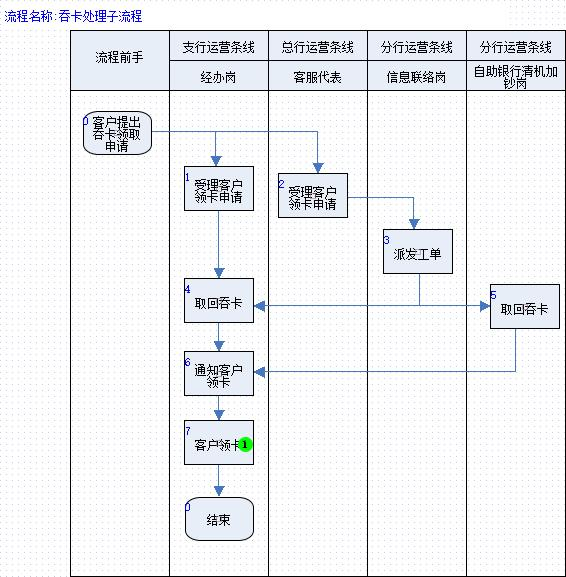 流程名称:吞卡处理子流程
流程前手
支行运营条线
总行运营条线
分行运营条线
分行运营条线
经办岗
客服代表
信息联络岗
自助银行清机加
钞岗
0
客户提出
吞卡领取
申请
1
受理客户
领卡申请
2
受理客户
领卡申请
3
派发工单
4
取回吞卡
5
取回吞卡
6
通知客户
领卡
7
客户领卡
1
0
结束